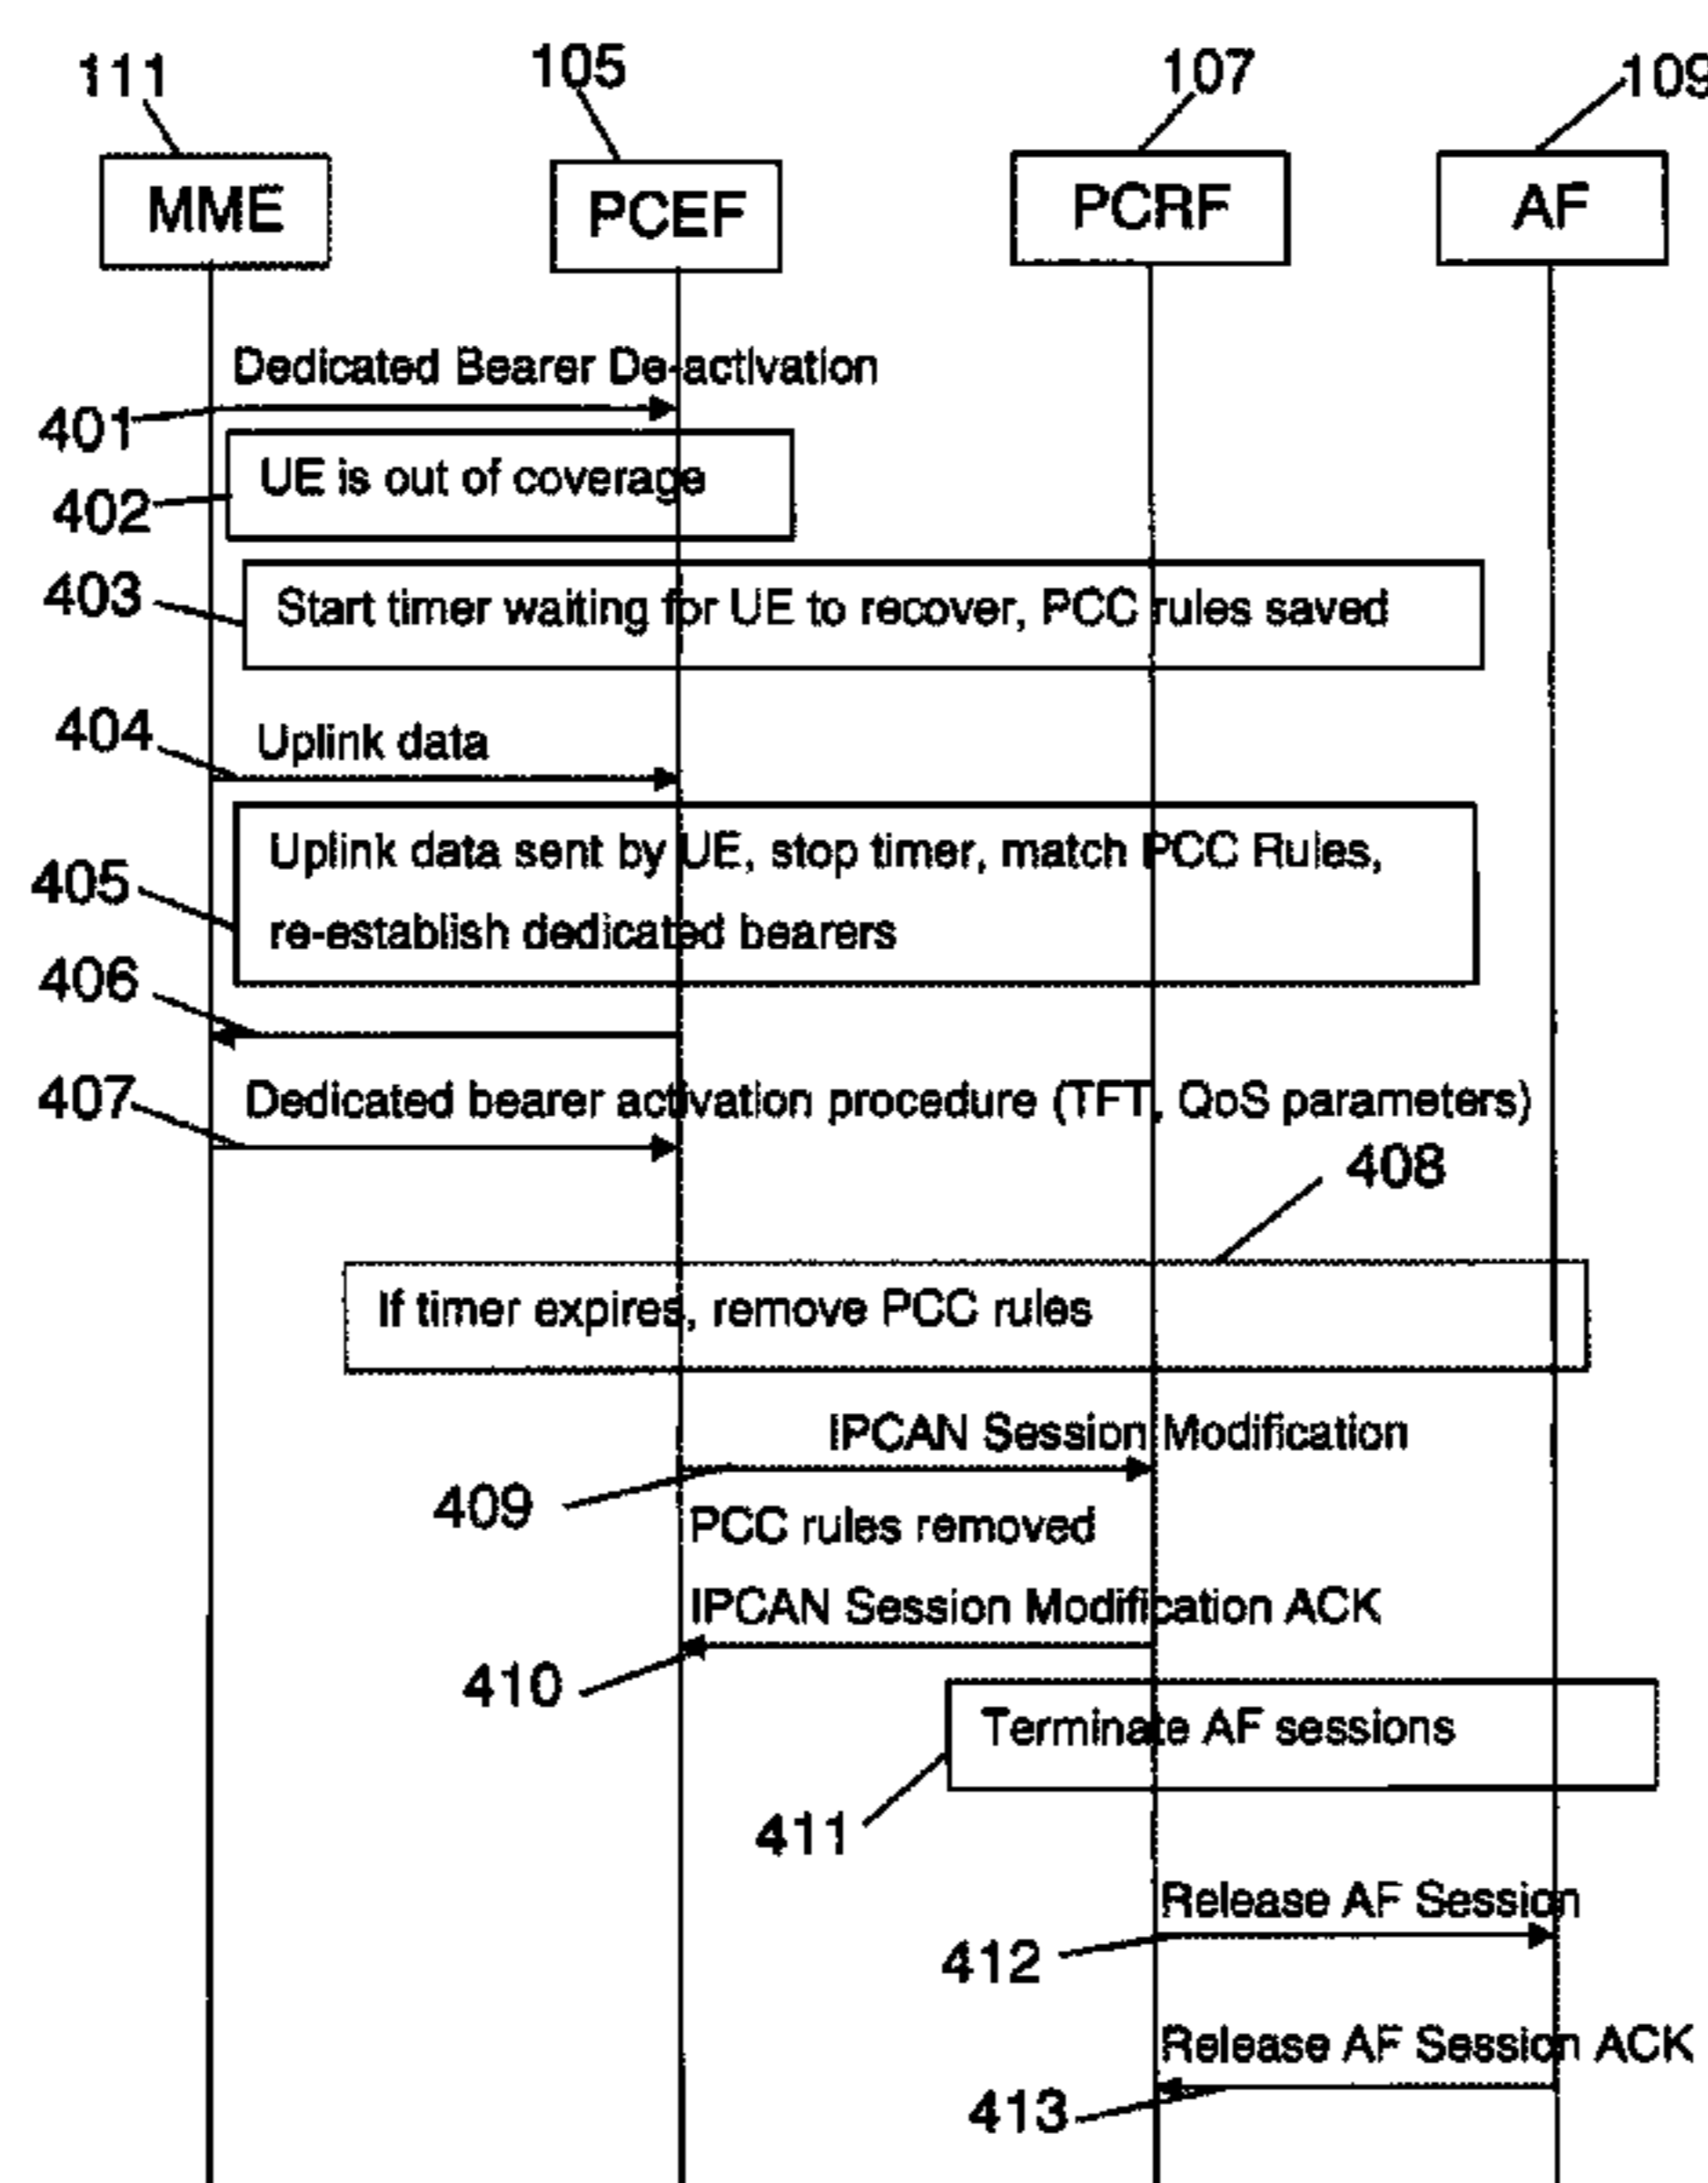 111
105
107
109
MME
PCEF
PCRF
AF
Dedicated Bearer De-activation
401
UE is out of coverage
402
403
Start timer waiting for UE to recover, PCC rules saved
404
Uplink data
Uplink data sent by UE, stop timer, match PCC Rules,
405
re-establish dedicated bearers
406
407
Dedicated bearer activation procedure (TFT, QoS parameters)
408
If timer expires, remove PCC rules
IPCAN Session Modification
409
PCC rules removed
IPCAN Session Modification ACK
410
Terminate AF sessions
411
Release AF Session
412
Release AF Session ACK
413